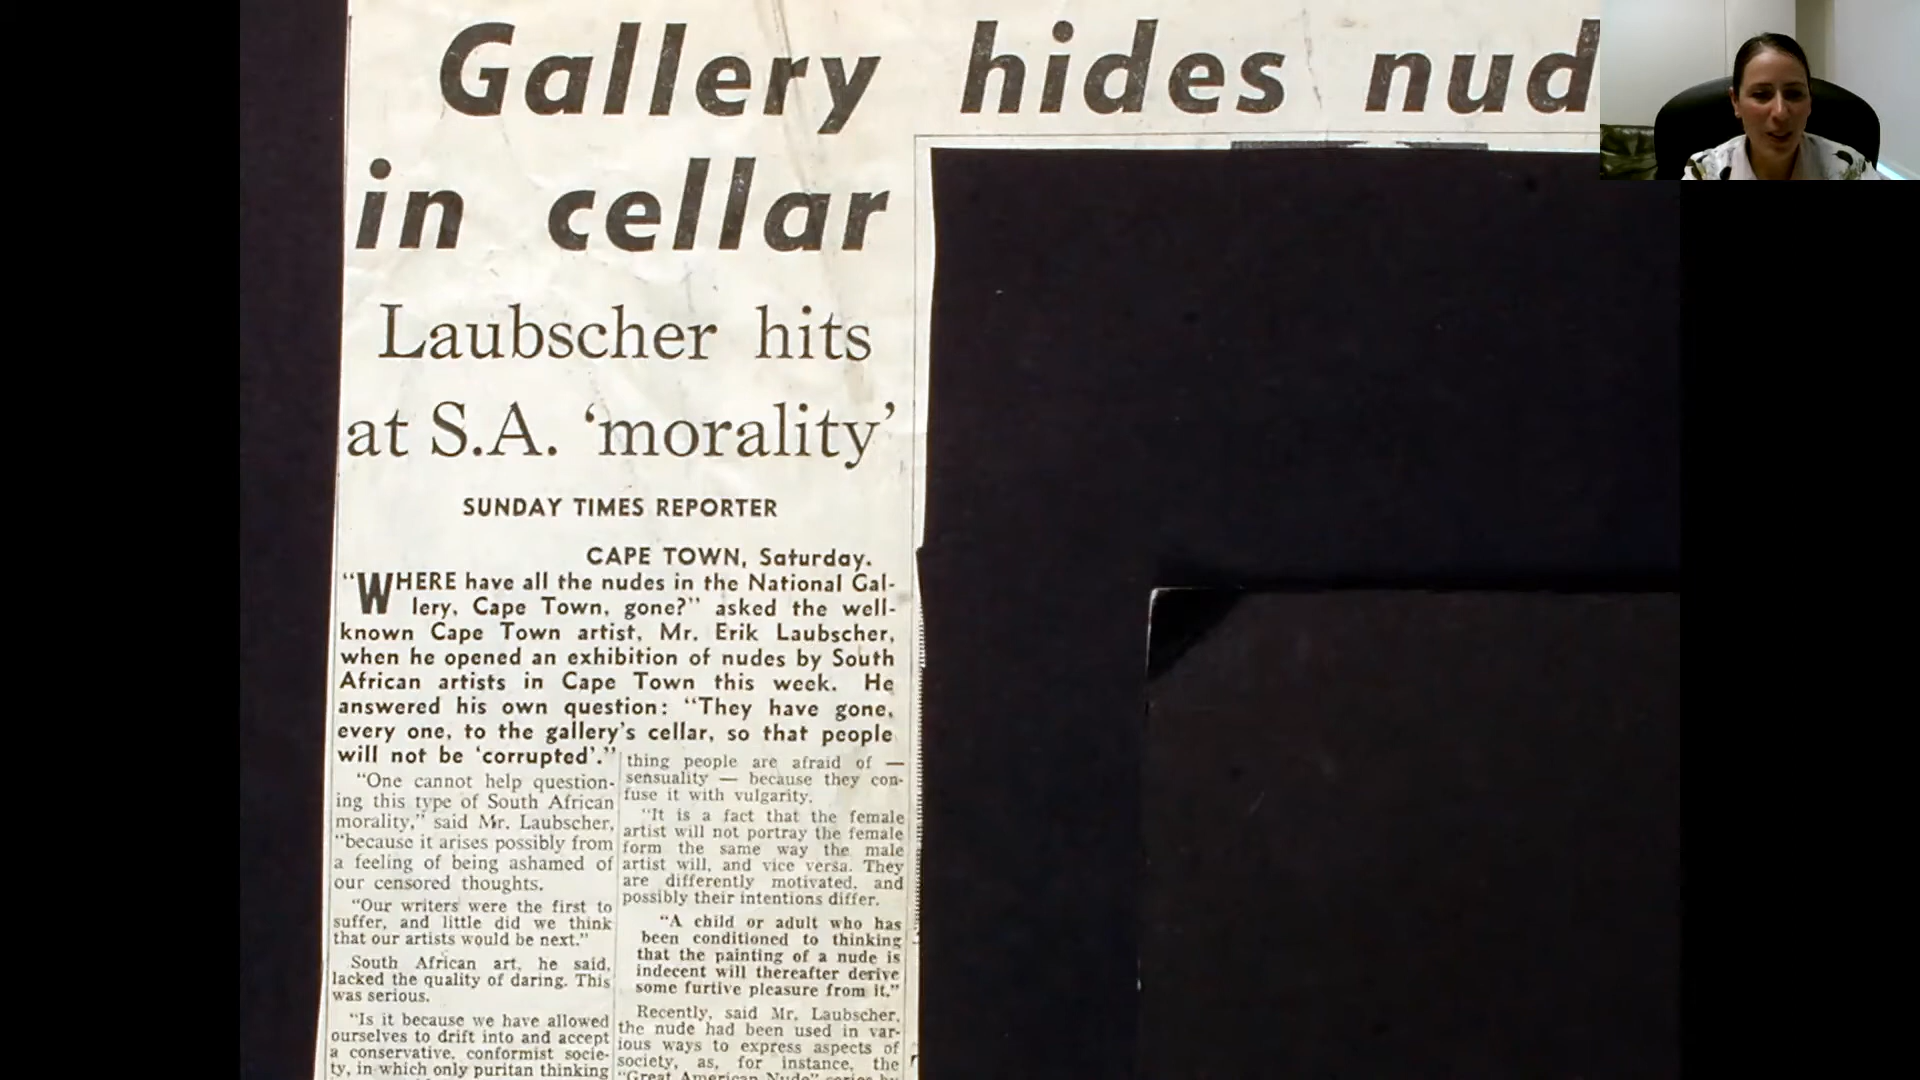 Gallery hides nud
in cellar
Laubscher hits
at S.A. ‘morality’
SUNDAY TIMES REPORTER
CAPE TOWN, Saturday.
“WHERE have all the nudes in the National Gal-
lery, Cape Town, gone?” asked the well-
known Cape Town artist, Mr. Erik Laubscher,
when he opened an exhibition of nudes by South
African artists in Cape Town this week. He
answered his own question: “They have gone,
every one, to the gallery’s cellar, so that people
will not be ‘corrupted’.”
“One cannot help question-
ing this type of South African
morality,” said Mr. Laubscher,
“because it arises possibly from
a feeling of being ashamed of
our censored thoughts.
“Our writers were the first to
suffer, and little did we think
that our artists would be next.”
South African art, he said,
lacked the quality of daring. This
was serious.
“Is it because we have allowed
ourselves to drift into and accept
a conservative, conformist socie-
ty, in which only puritan thinking
thing people are afraid of —
sensuality — because they con-
fuse it with vulgarity.
“It is a fact that the female
artist will not portray the female
form the same way the male
artist will, and vice versa. They
are differently motivated, and
possibly their intentions differ.
“A child or adult who has
been conditioned to thinking
that the painting of a nude is
indecent will thereafter derive
some furtive pleasure from it.”
Recently, said Mr. Laubscher,
the nude had been used in var-
ious ways to express aspects of
society, as, for instance, the
“Great American Nude” series by